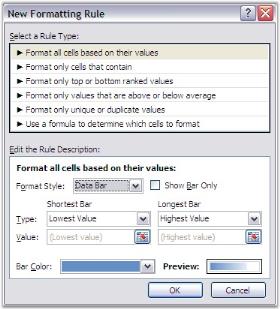 New Formatting Rule
Select a Rule Type:
► Format all cells based on their values
► Format only cells that contain
► Format only top or bottom ranked values
► Format only values that are above or below average
► Format only unique or duplicate values
► Use a formula to determine which cells to format
Edit the Rule Description:
Format all cells based on their values:
Format Style: Data Bar Show Bar Only
Shortest Bar Longest Bar
Type: Lowest Value Highest Value
Value: (Lowest value) (Highest value)
Bar Color: Preview:
OK Cancel